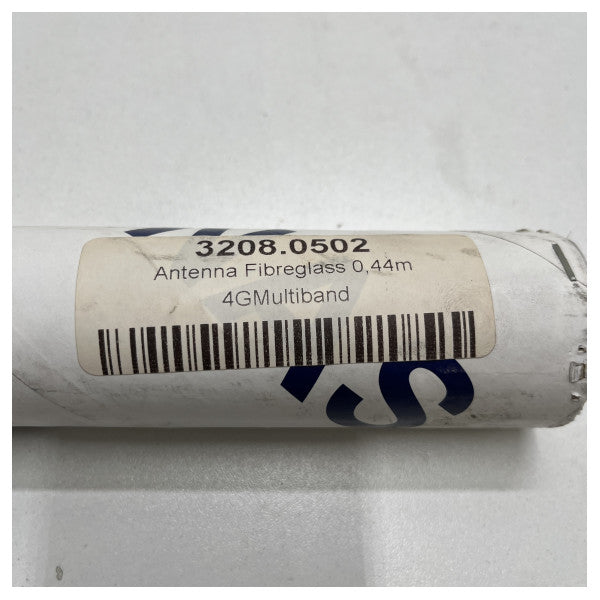 3208.0502
Antenna Fibreglass 0,44m
4GMultiband